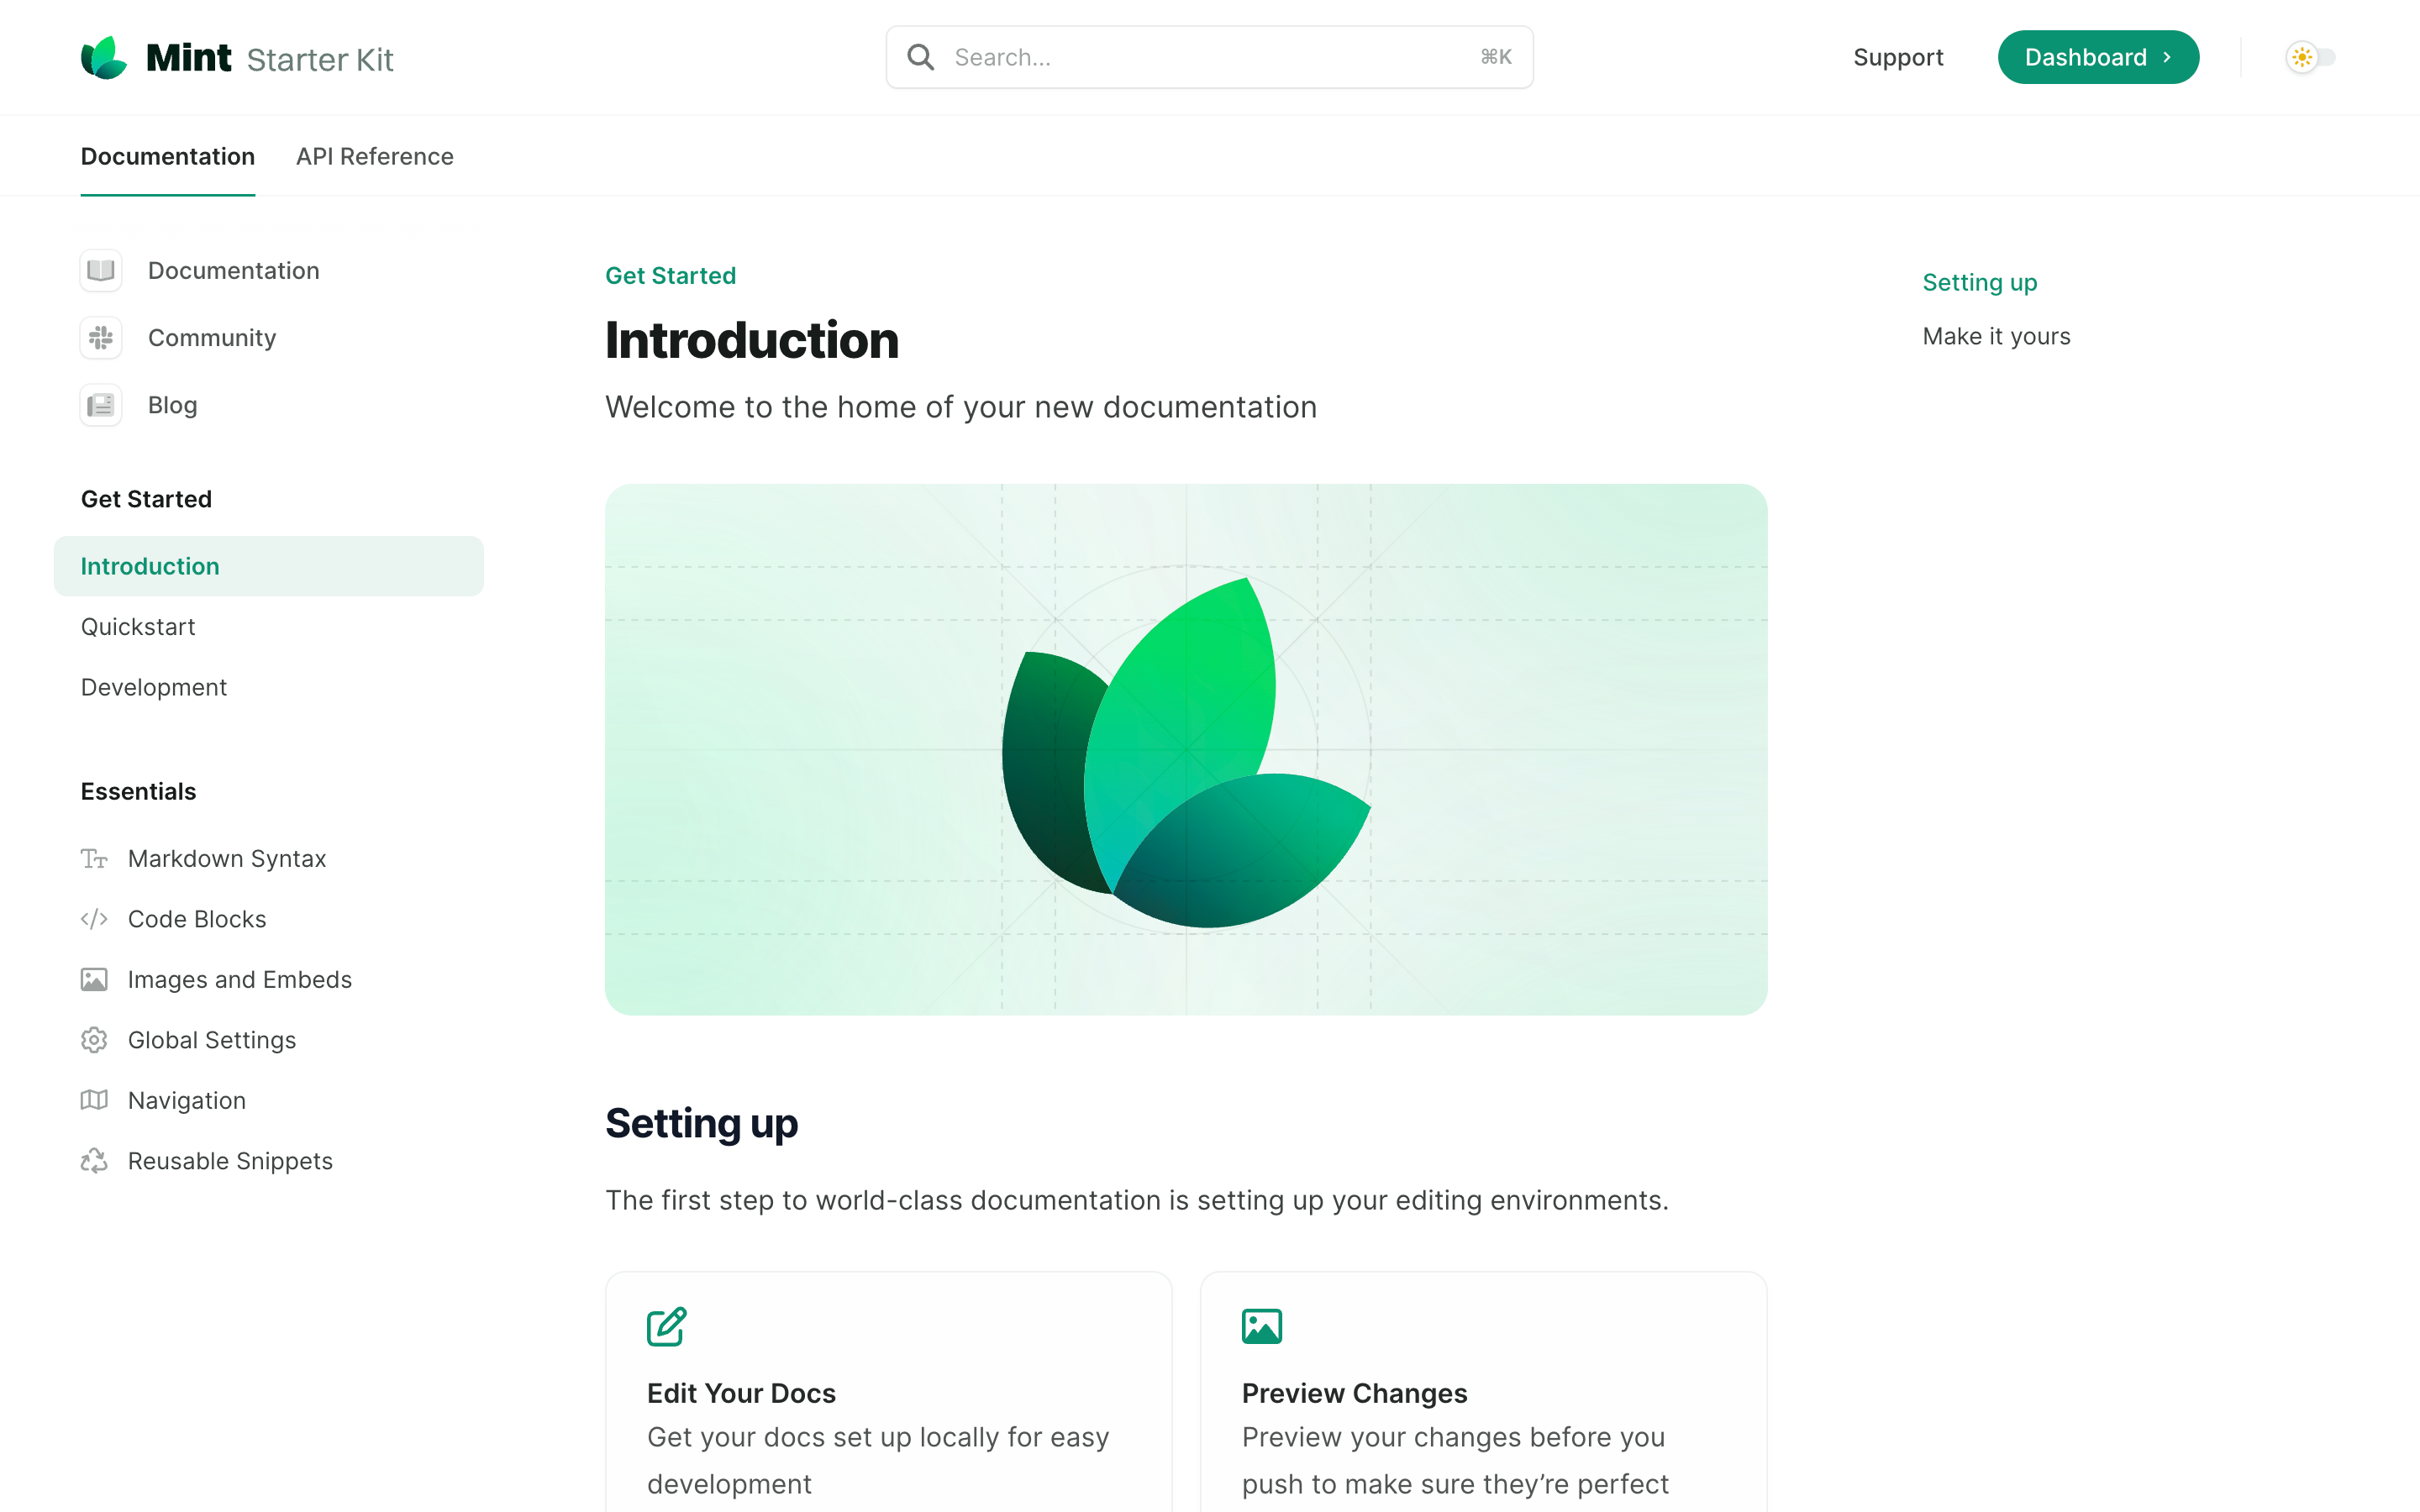 Mint Starter Kit
Search...
⌘K
Support
Dashboard
Documentation
API Reference
Documentation
Community
Blog
Get Started
Introduction
Quickstart
Development
Essentials
Markdown Syntax
Code Blocks
Images and Embeds
Global Settings
Navigation
Reusable Snippets
Get Started
Introduction
Welcome to the home of your new documentation
Setting up
The first step to world-class documentation is setting up your editing environments.
Edit Your Docs
Get your docs set up locally for easy
development
Preview Changes
Preview your changes before you
push to make sure they’re perfect
Setting up
Make it yours